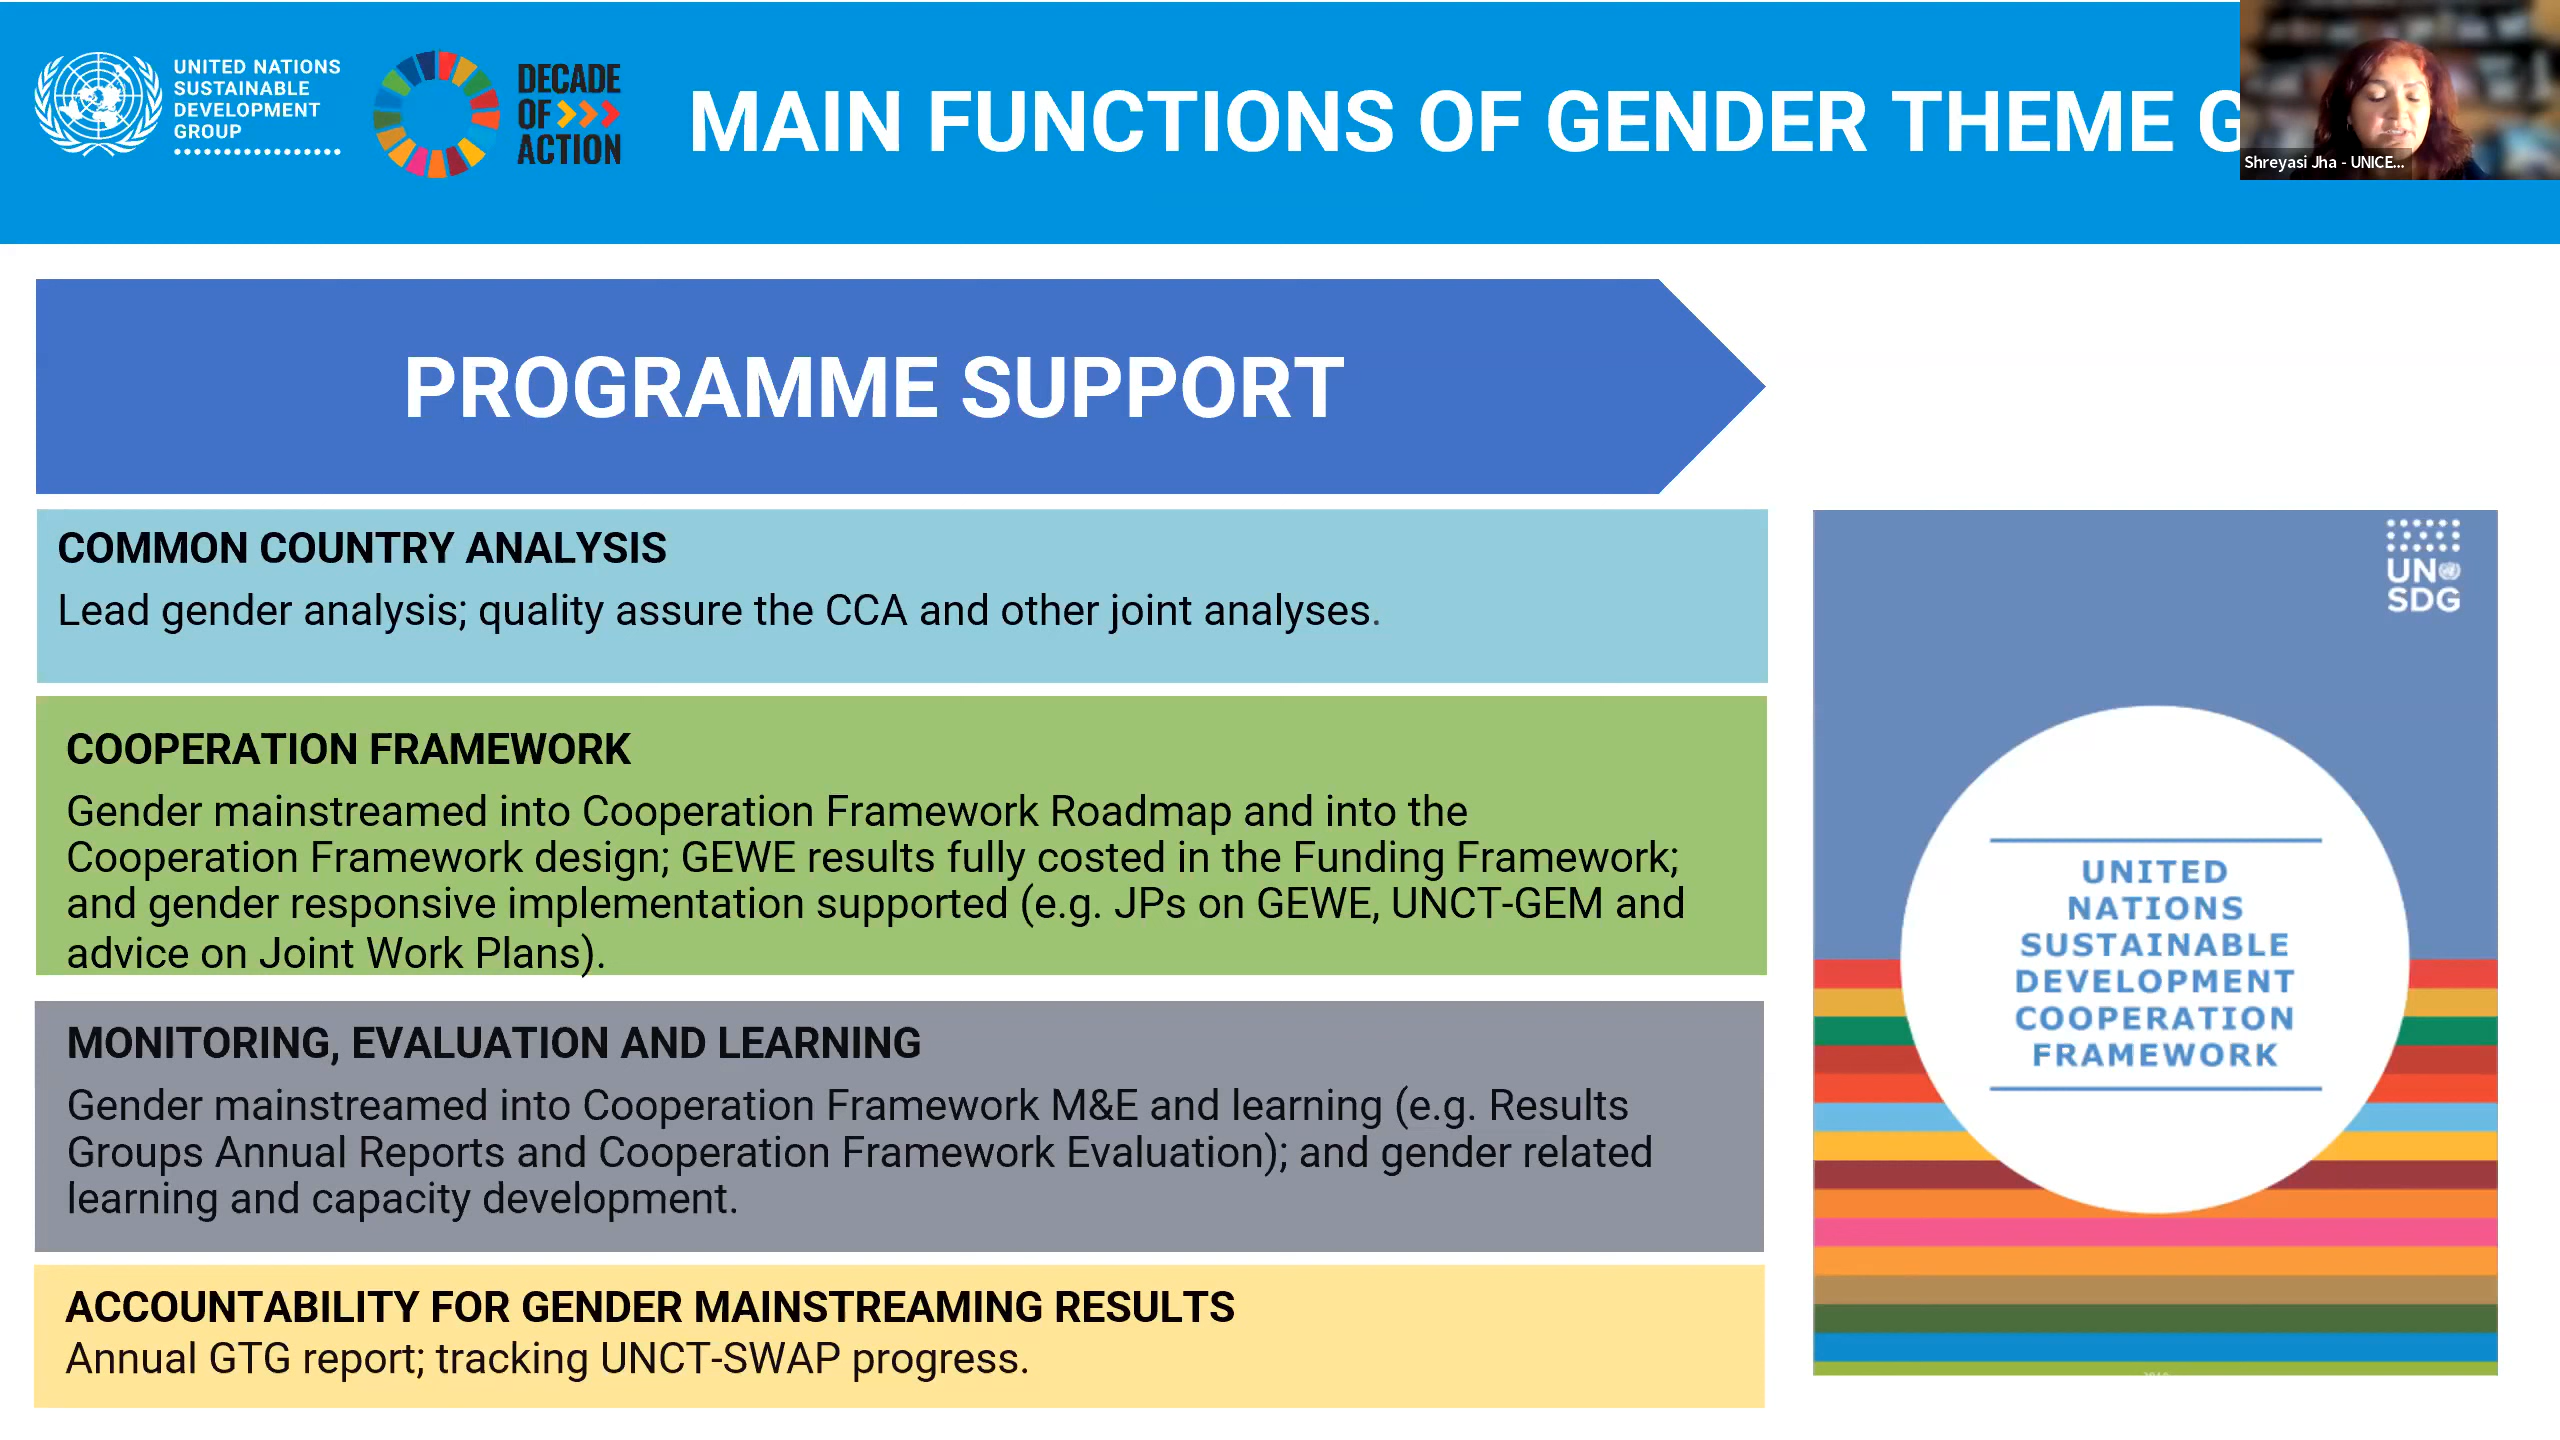 UNITED NATIONS
SUSTAINABLE
DEVELOPMENT
GROUP
DECADE
OF
ACTION
MAIN FUNCTIONS OF GENDER THEME G
Shreyasi Jha - UNICE...
PROGRAMME SUPPORT
COMMON COUNTRY ANALYSIS
Lead gender analysis; quality assure the CCA and other joint analyses.
COOPERATION FRAMEWORK
Gender mainstreamed into Cooperation Framework Roadmap and into the
Cooperation Framework design; GEWE results fully costed in the Funding Framework;
and gender responsive implementation supported (e.g. JPs on GEWE, UNCT-GEM and
advice on Joint Work Plans).
MONITORING, EVALUATION AND LEARNING
Gender mainstreamed into Cooperation Framework M&E and learning (e.g. Results
Groups Annual Reports and Cooperation Framework Evaluation); and gender related
learning and capacity development.
ACCOUNTABILITY FOR GENDER MAINSTREAMING RESULTS
Annual GTG report; tracking UNCT-SWAP progress.
UN
SDG
UNITED
NATIONS
SUSTAINABLE
DEVELOPMENT
COOPERATION
FRAMEWORK